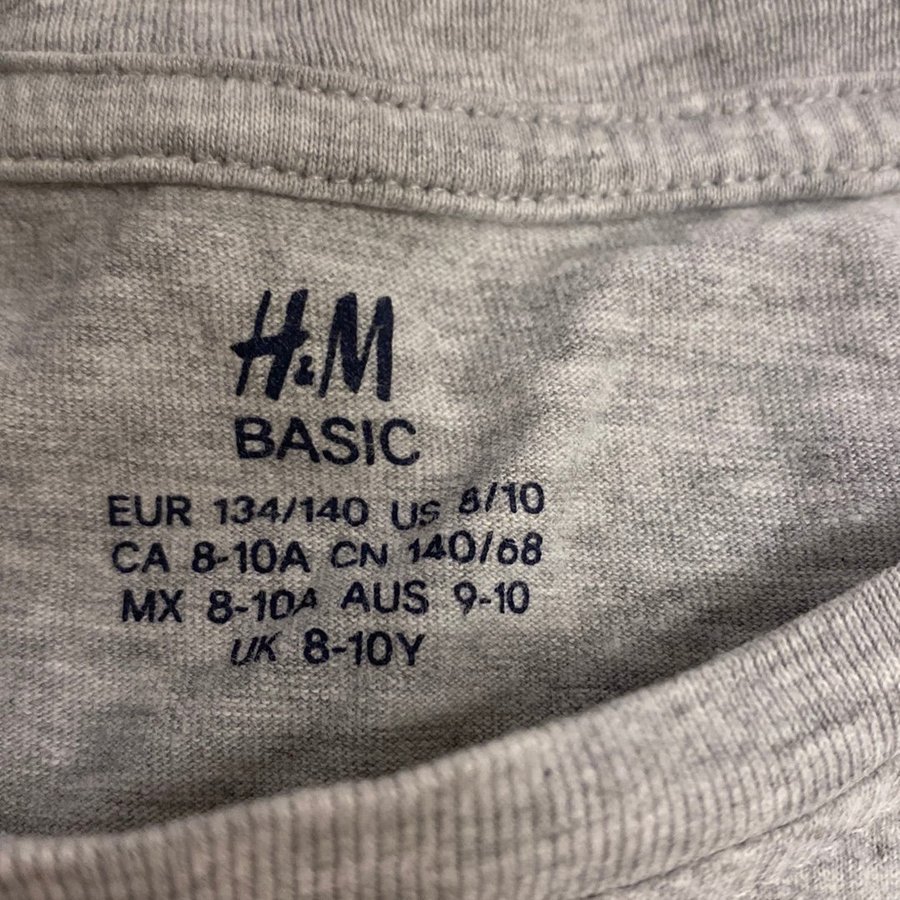 H&M
BASIC
EUR 134/140 US 8/10
CA 8-10A CN 140/68
MX 8-10A AUS 9-10
UK 8-10Y